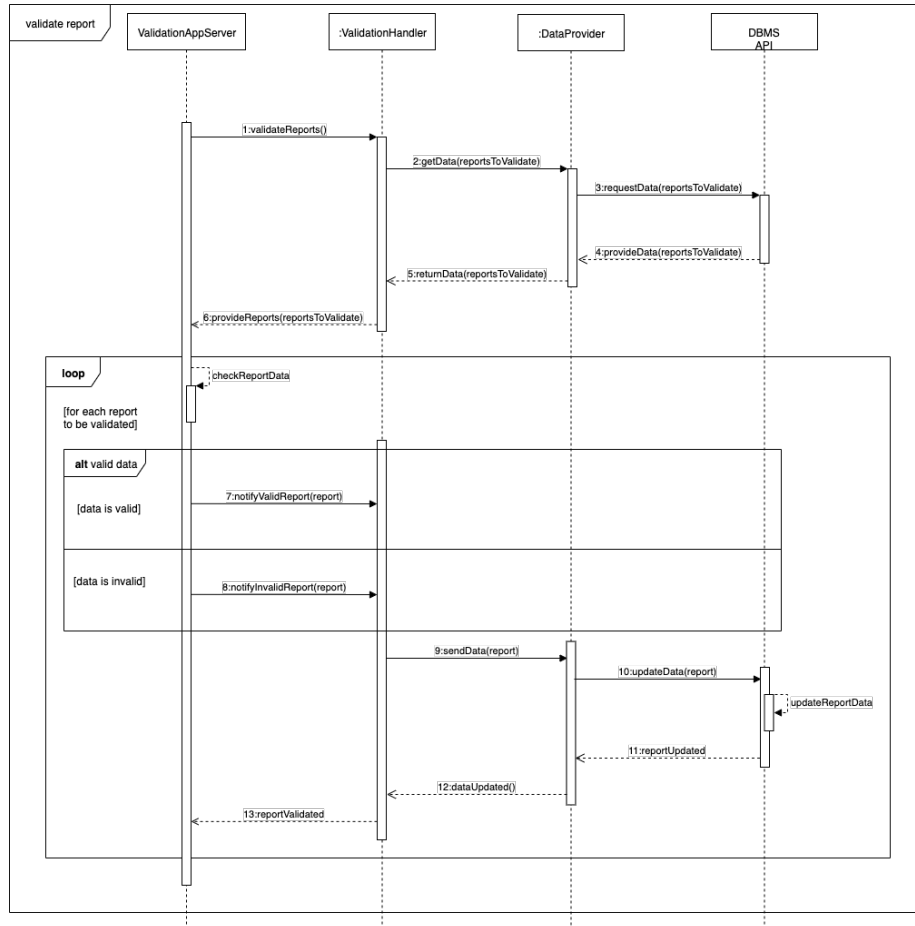 validate report
ValidationAppServer
:ValidationHandler
:DataProvider
DBMS
API
1:validateReports()
2:getData(reportsToValidate)
3:requestData(reportsToValidate)
4:provideData(reportsToValidate)
5:returnData(reportsToValidate)
6:provideReports(reportsToValidate)
loop
checkReportData
[for each report
to be validated]
alt valid data
7:notifyValidReport(report)
[data is valid]
[data is invalid]
8:notifyInvalidReport(report)
9:sendData(report)
10:updateData(report)
updateReportData
11:reportUpdated
12:dataUpdated()
13:reportValidated